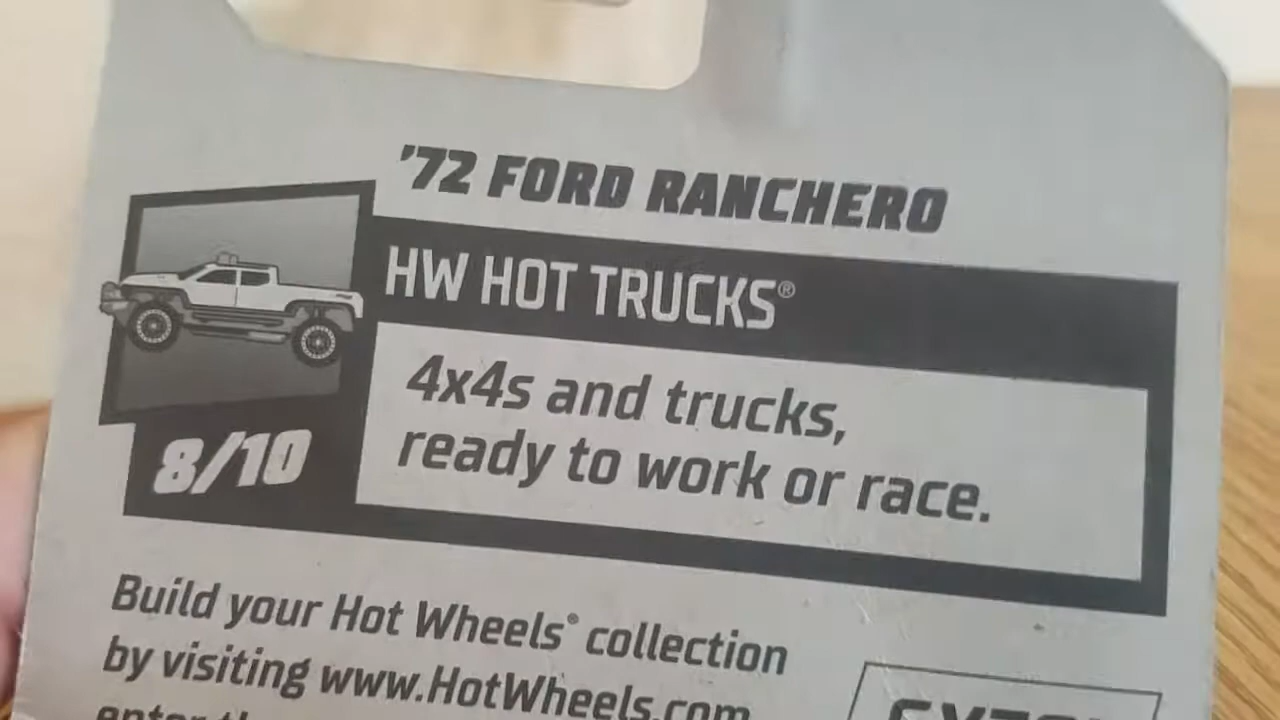 '72 FORD RANCHERO
HW HOT TRUCKS®
4x4s and trucks,
ready to work or race.
8/10
Build your Hot Wheels® collection
by visiting www.HotWheels.com